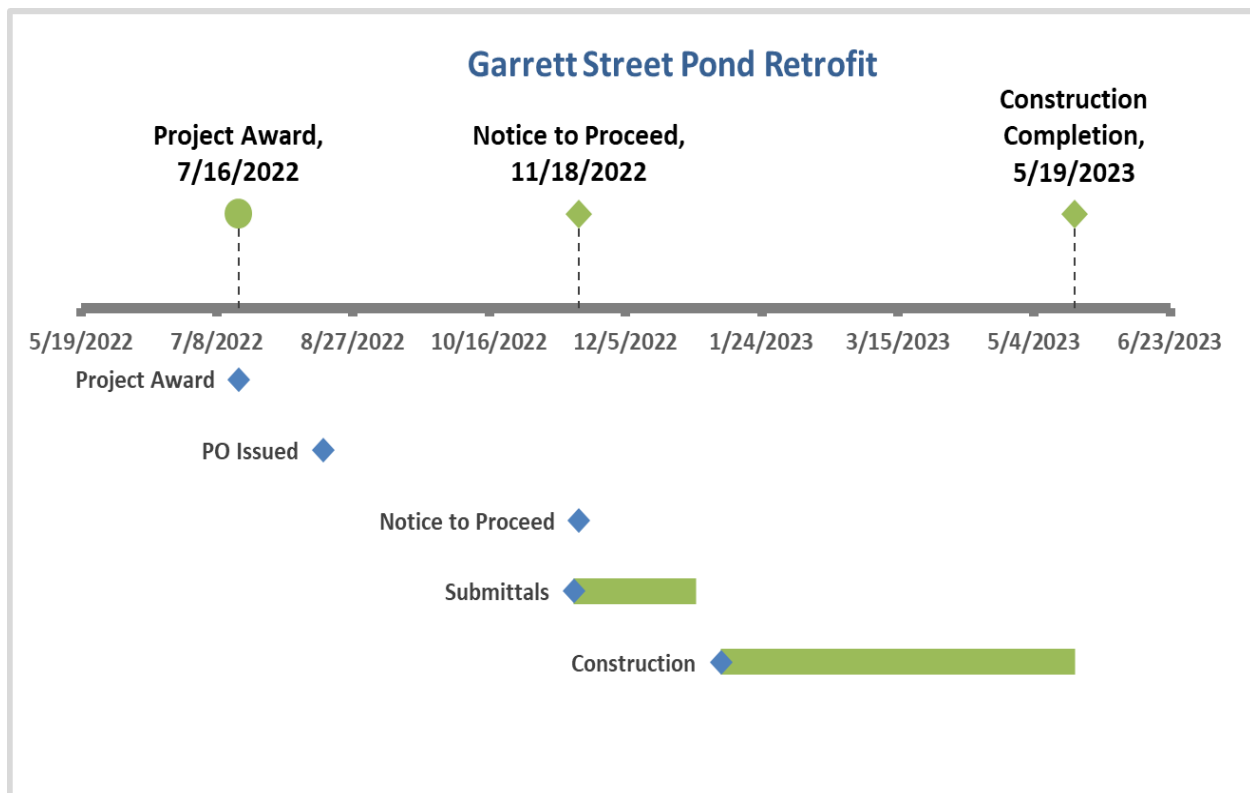 Garrett Street Pond Retrofit
Project Award,
7/16/2022
Notice to Proceed,
11/18/2022
Construction
Completion,
5/19/2023
5/19/2022 7/8/2022 8/27/2022 10/16/2022 12/5/2022 1/24/2023 3/15/2023 5/4/2023 6/23/2023
Project Award
PO Issued
Notice to Proceed
Submittals
Construction